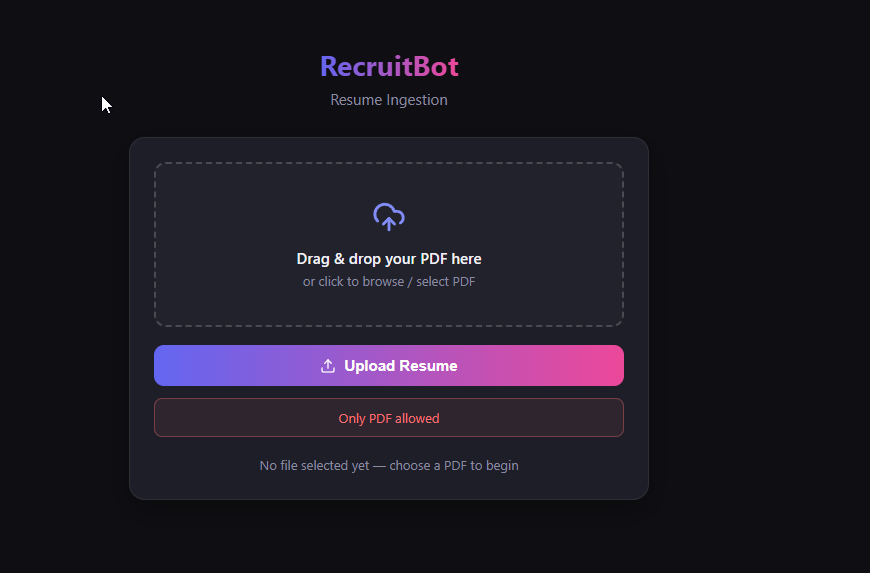 RecruitBot
Resume Ingestion
Drag & drop your PDF here
or click to browse / select PDF
Upload Resume
Only PDF allowed
No file selected yet — choose a PDF to begin